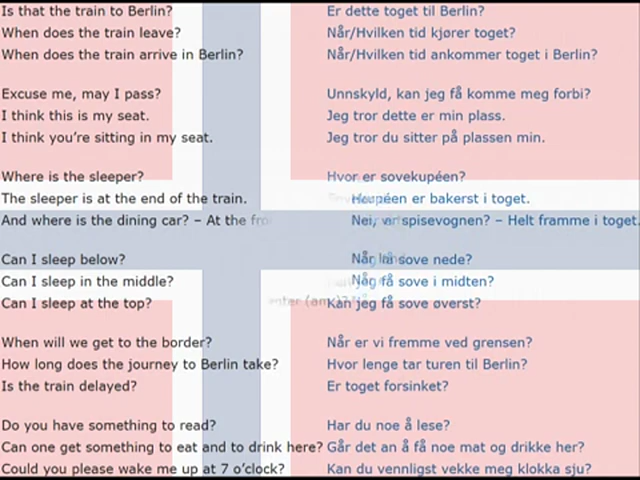 Is that the train to Berlin? Er dette toget til Berlin?
When does the train leave? Når/Hvilken tid kjører toget?
When does the train arrive in Berlin? Når/Hvilken tid ankommer toget i Berlin?
Excuse me, may I pass? Unnskyld, kan jeg få komme meg forbi?
I think this is my seat. Jeg tror dette er min plass.
I think you're sitting in my seat. Jeg tror du sitter på plassen min.
Where is the sleeper? Hvor er sovekupéen?
The sleeper is at the end of the train. er bakerst i toget.
And where is the dining car? – At the spisevognen? – Helt framme i toget.
Can I sleep below? sove nede?
Can I sleep in the middle? få sove i midten?
Can I sleep at the top? Kan jeg få sove øverst?
When will we get to the border? Når er vi fremme ved grensen?
How long does the journey to Berlin take? Hvor lenge tar turen til Berlin?
Is the train delayed? Er toget forsinket?
Do you have something to read? Har du noe å lese?
Can one get something to eat and to drink here? Går det an å få noe mat og drikke her?
Could you please wake me up at 7 o'clock? Kan du vennligst vekke meg klokka sju?